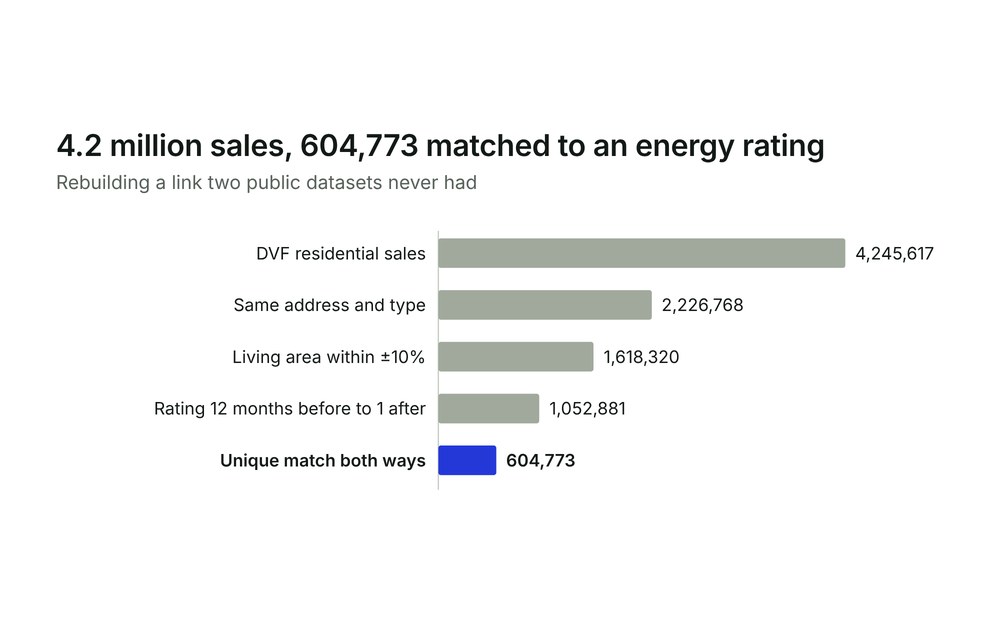 4.2 million sales, 604,773 matched to an energy rating
Rebuilding a link two public datasets never had
DVF residential sales 4,245,617
Same address and type 2,226,768
Living area within ±10% 1,618,320
Rating 12 months before to 1 after 1,052,881
Unique match both ways 604,773